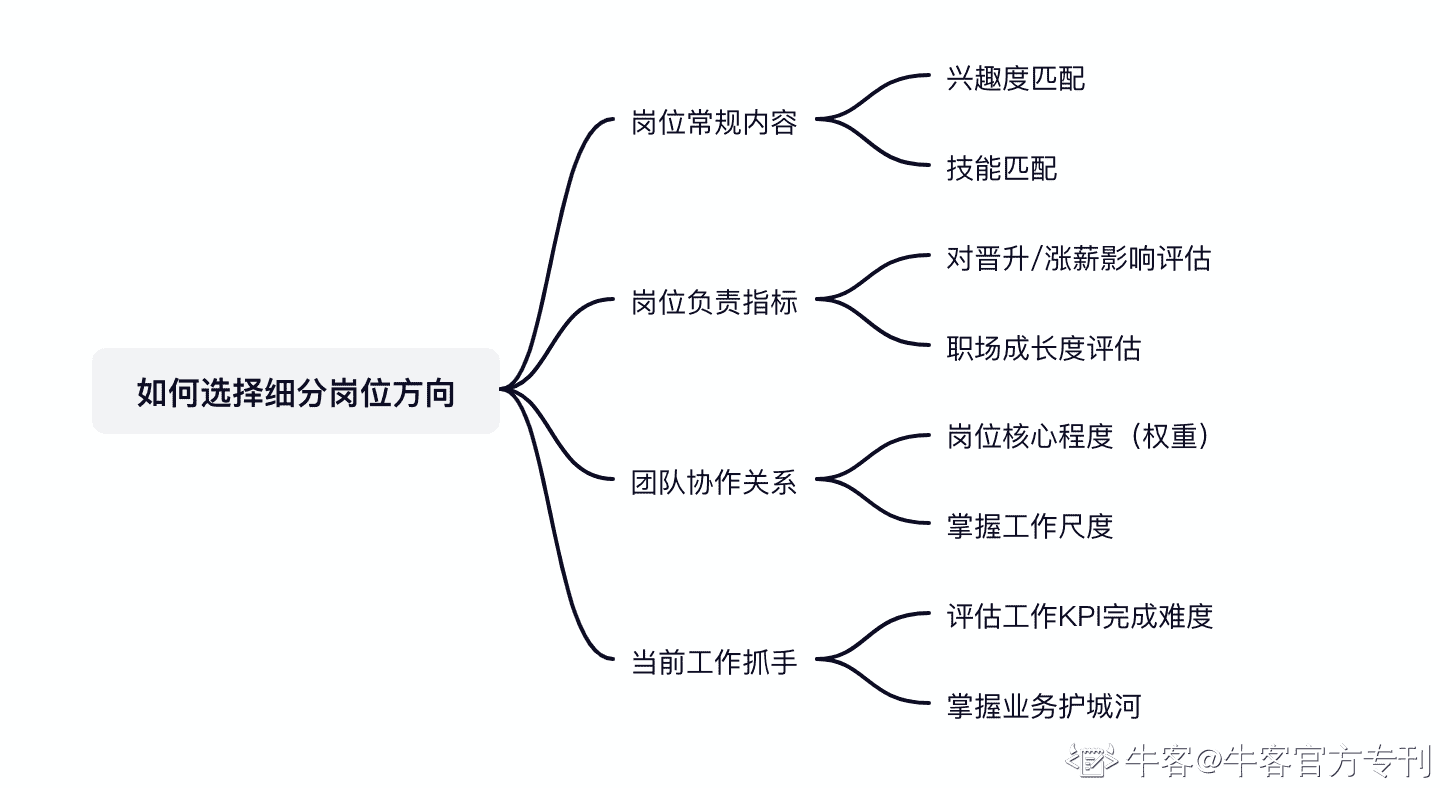 如何选择细分岗位方向
岗位常规内容
兴趣度匹配
技能匹配
岗位负责指标
对晋升/涨薪影响评估
职场成长度评估
团队协作关系
岗位核心程度（权重）
掌握工作尺度
当前工作抓手
评估工作KPI完成难度
掌握业务护城河
牛客@牛客官方专刊